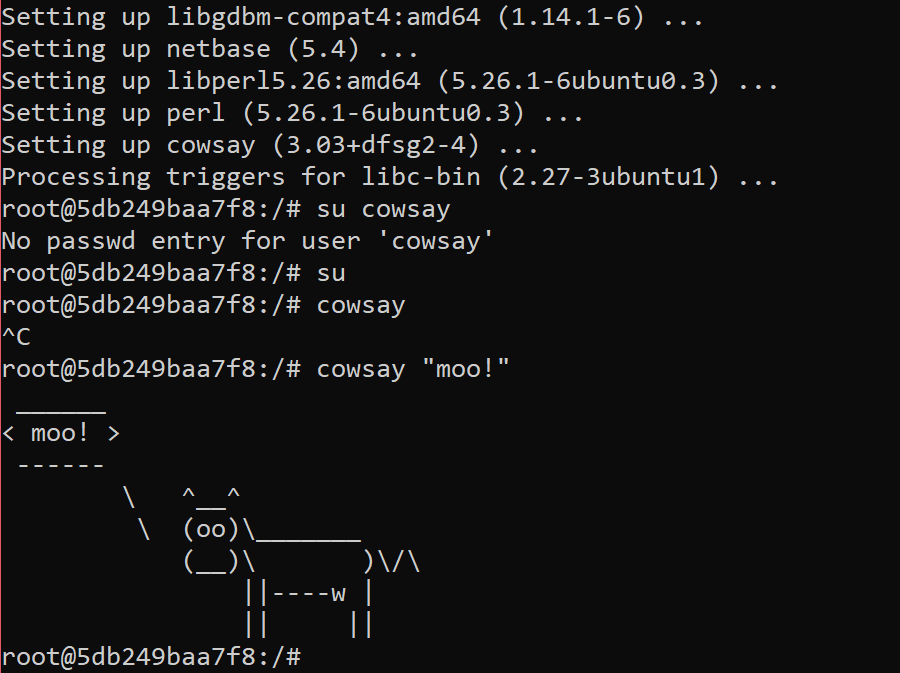 Setting up libgdbm-compat4:amd64 (1.14.1-6) ...
Setting up netbase (5.4) ...
Setting up libperl5.26:amd64 (5.26.1-6ubuntu0.3) ...
Setting up perl (5.26.1-6ubuntu0.3) ...
Setting up cowsay (3.03+dfsg2-4) ...
Processing triggers for libc-bin (2.27-3ubuntu1) ...
root@5db249baa7f8:/# su cowsay
No passwd entry for user 'cowsay'
root@5db249baa7f8:/# su
root@5db249baa7f8:/# cowsay
^C
root@5db249baa7f8:/# cowsay "moo!"
 ______
< moo! >
 ------
        \   ^__^
         \  (oo)\_______
            (__)\       )\/\
                ||----w |
                ||     ||
root@5db249baa7f8:/#